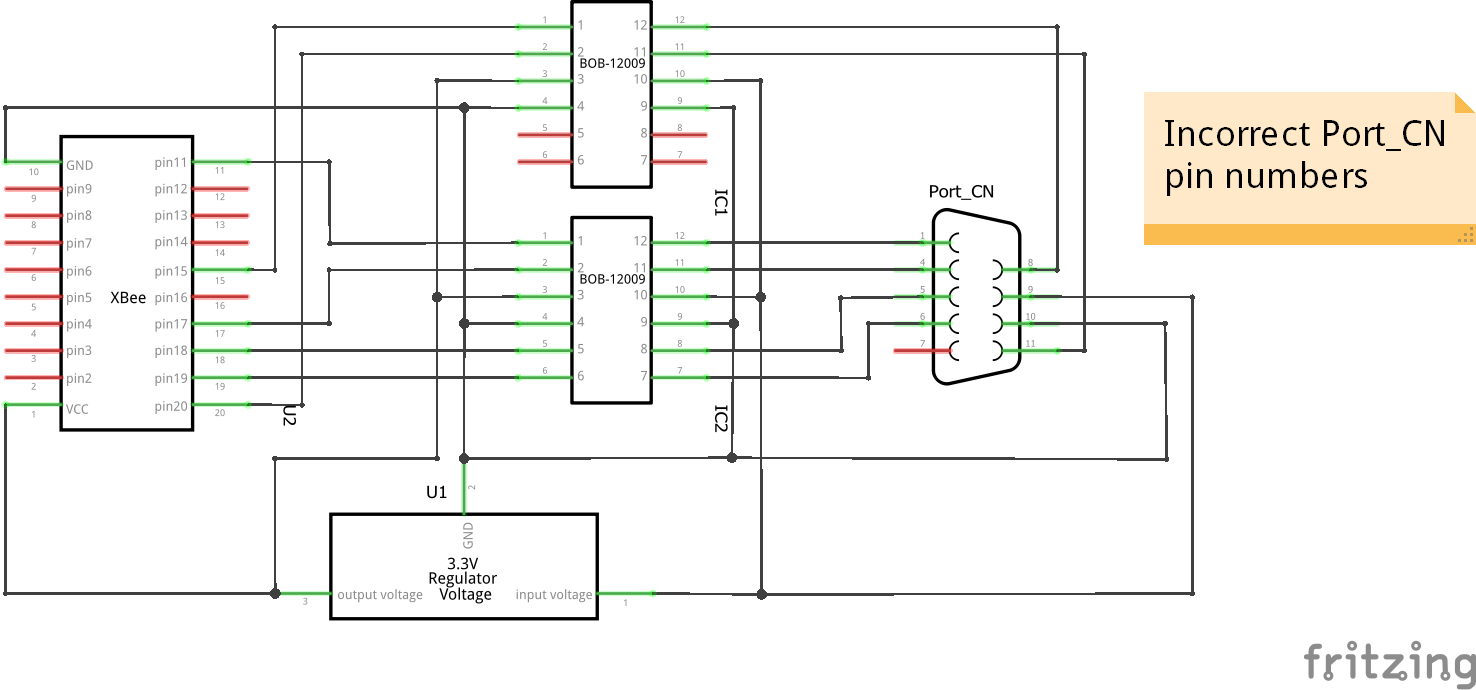 1 1 12 12
2 2 11 11
BOB-12009
3 3 10 10
4 4 9 9
5 5 8 8
6 6 7 7
IC1
Incorrect Port_CN
pin numbers
GND pin11
10 11
pin9 pin12
9 12
pin8 pin13
8 13
pin7 pin14
7 14
pin6 pin15
6 15
pin5 XBee pin16
5 16
pin4 pin17
4 17
pin3 pin18
3 18
pin2 pin19
2 19
VCC pin20
1 20
U2
1 1 12 12
2 2 11 11
BOB-12009
3 3 10 10
4 4 9 9
5 5 8 8
6 6 7 7
IC2
Port_CN
1
4 8
5 9
6 10
7 11
U1
2
GND
3.3V
Regulator
Voltage
output voltage input voltage
3 1
fritzing